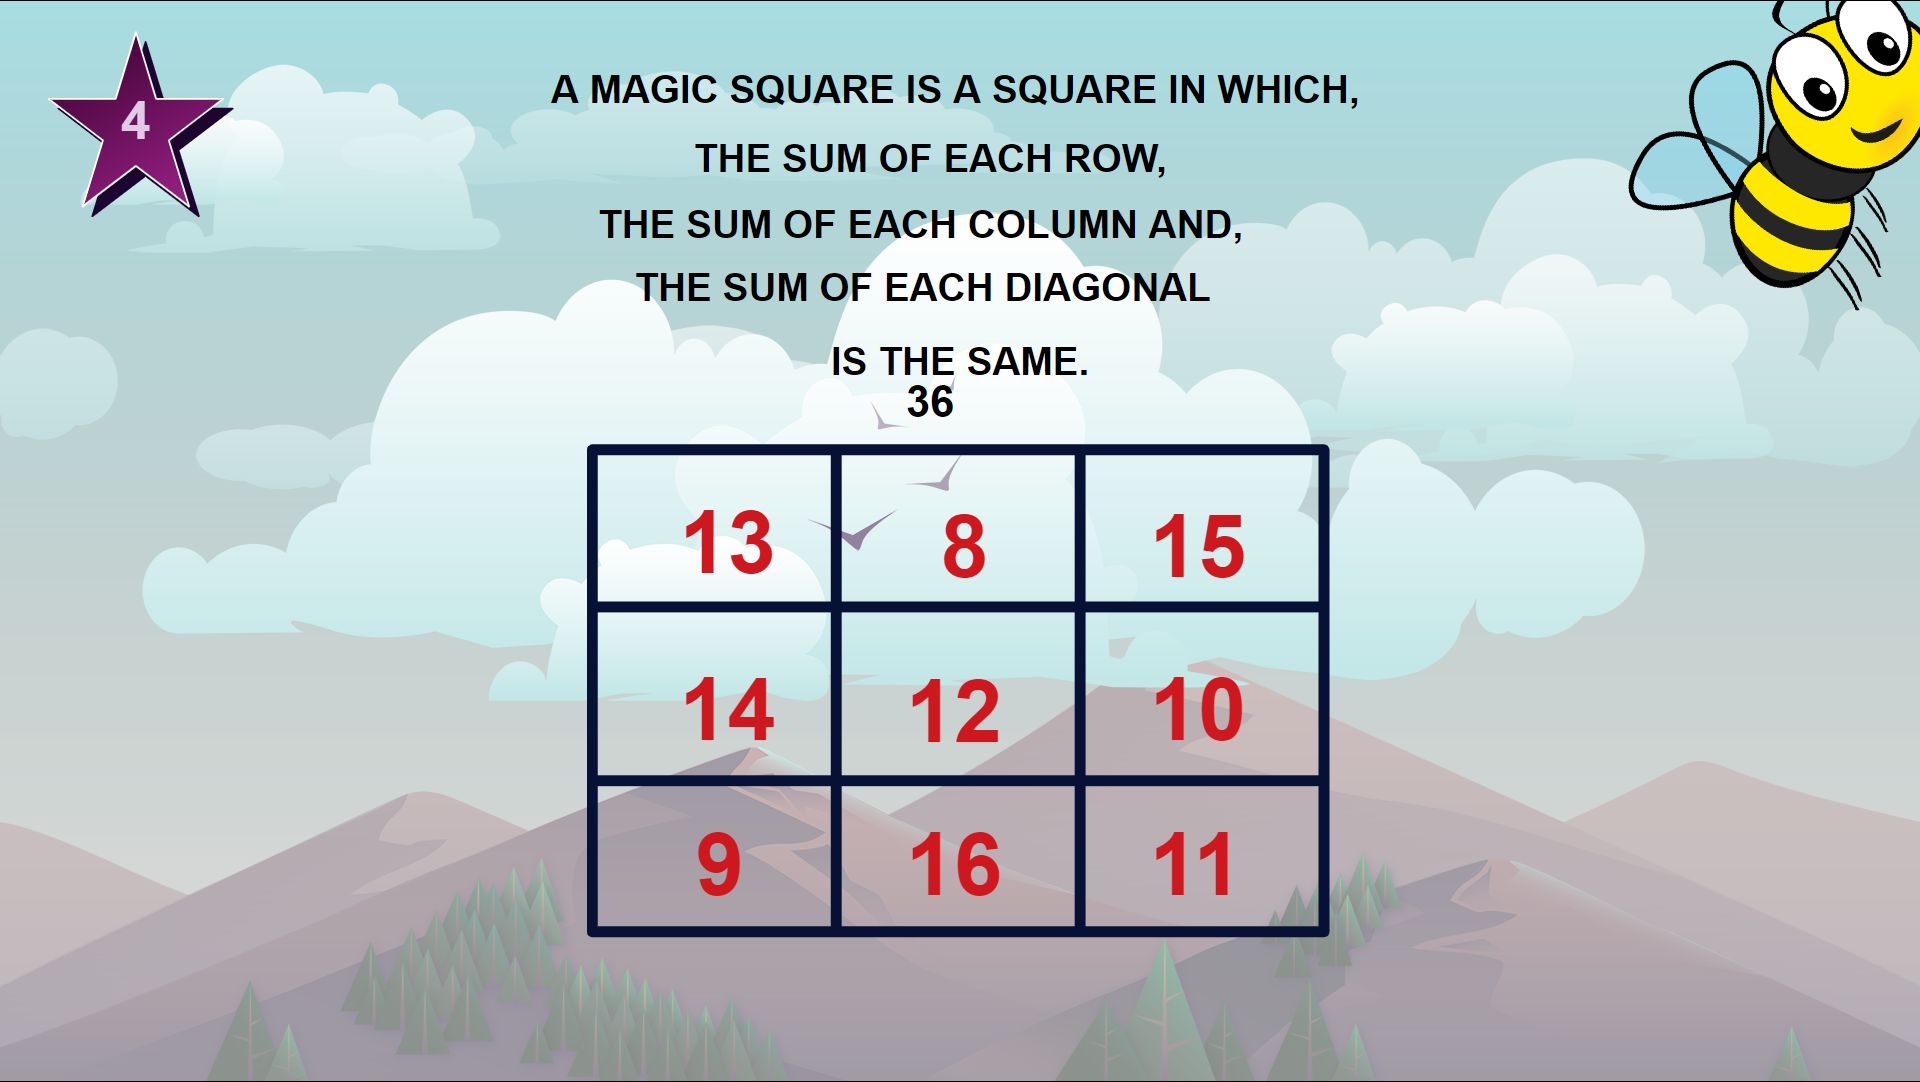 4
A MAGIC SQUARE IS A SQUARE IN WHICH,
THE SUM OF EACH ROW,
THE SUM OF EACH COLUMN AND,
THE SUM OF EACH DIAGONAL
IS THE SAME.
36
13 8 15
14 12 10
9 16 11